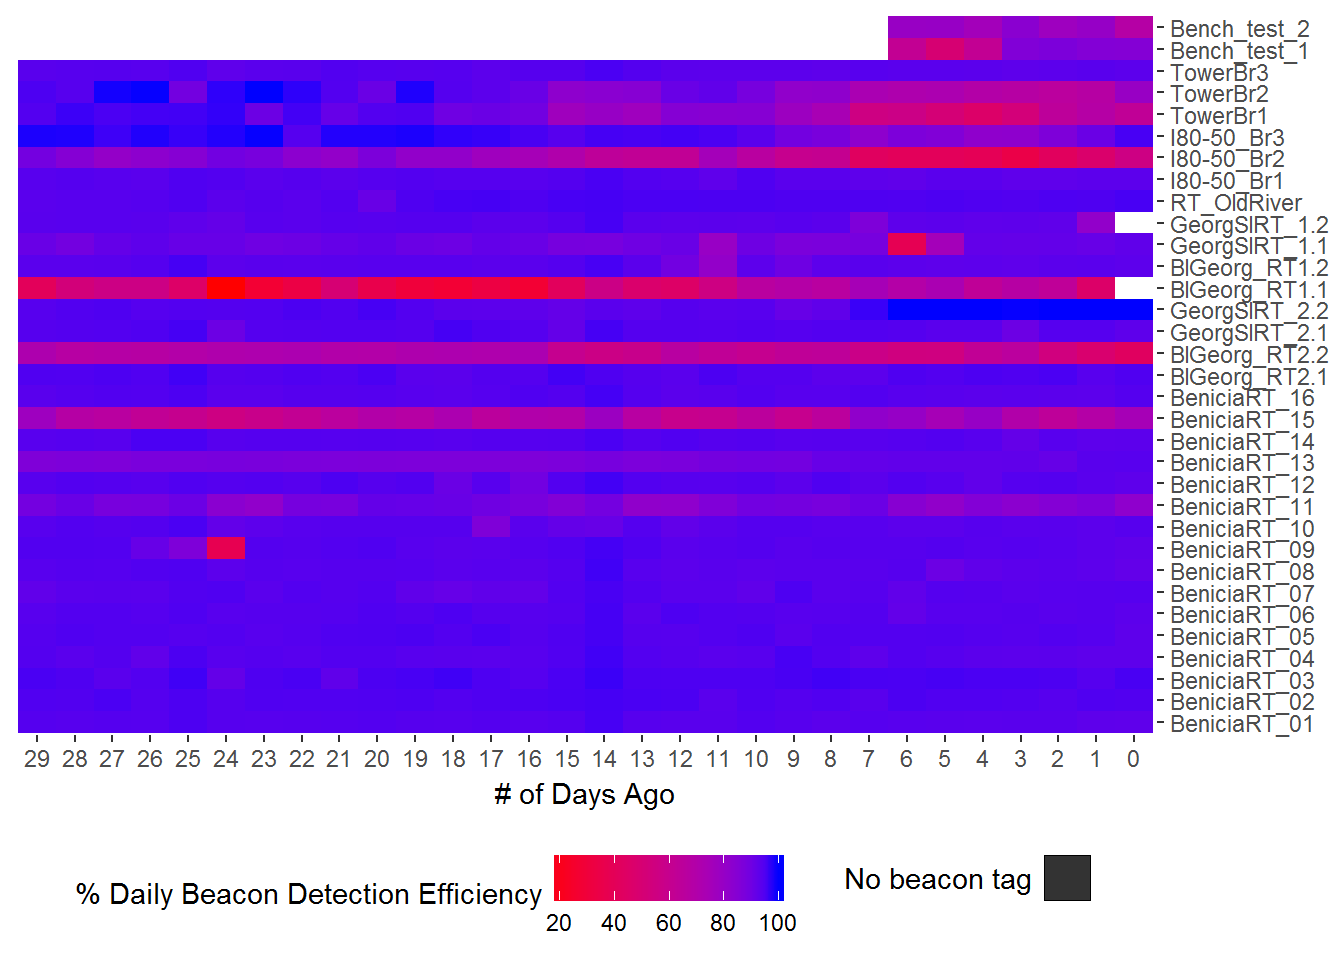 Bench_test_2
Bench_test_1
TowerBr3
TowerBr2
TowerBr1
I80-50_Br3
I80-50_Br2
I80-50_Br1
RT_OldRiver
GeorgSlRT_1.2
GeorgSlRT_1.1
BlGeorg_RT1.2
BlGeorg_RT1.1
GeorgSlRT_2.2
GeorgSlRT_2.1
BlGeorg_RT2.2
BlGeorg_RT2.1
BeniciaRT_16
BeniciaRT_15
BeniciaRT_14
BeniciaRT_13
BeniciaRT_12
BeniciaRT_11
BeniciaRT_10
BeniciaRT_09
BeniciaRT_08
BeniciaRT_07
BeniciaRT_06
BeniciaRT_05
BeniciaRT_04
BeniciaRT_03
BeniciaRT_02
BeniciaRT_01
29 28 27 26 25 24 23 22 21 20 19 18 17 16 15 14 13 12 11 10 9 8 7 6 5 4 3 2 1 0
# of Days Ago
% Daily Beacon Detection Efficiency
20 40 60 80 100
No beacon tag